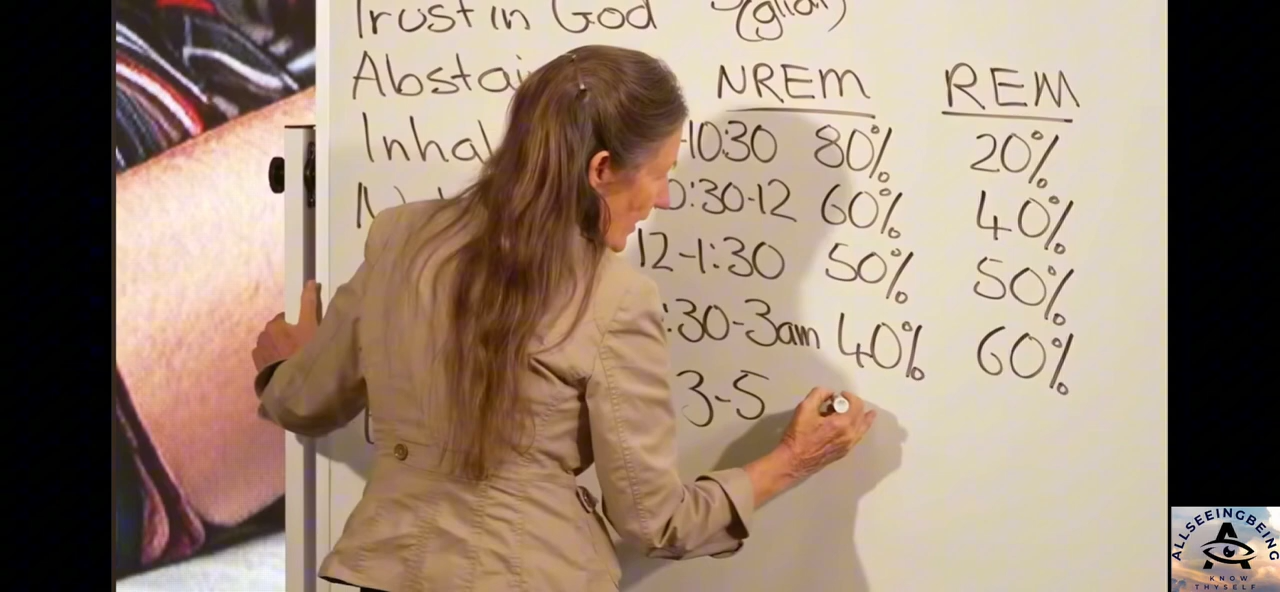 Trust in God (glial)
Abstai NREM REM
Inhal -10:30 80% 20%
0:30-12 60% 40%
12-1:30 50% 50%
:30-3am 40% 60%
3-5
ALLSEEINGBEING
KNOW
THYSELF